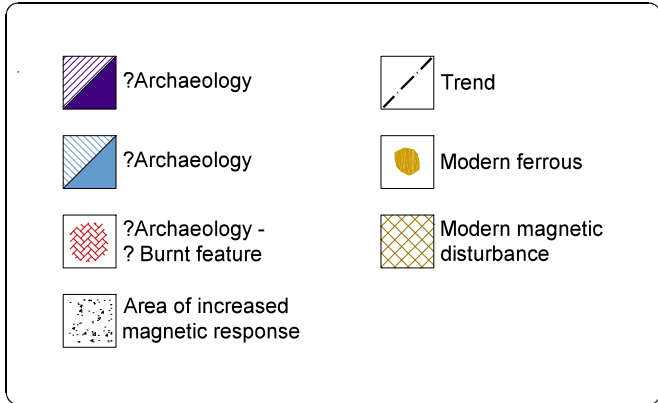 ?Archaeology
?Archaeology
?Archaeology -
? Burnt feature
Area of increased
magnetic response
Trend
Modern ferrous
Modern magnetic
disturbance